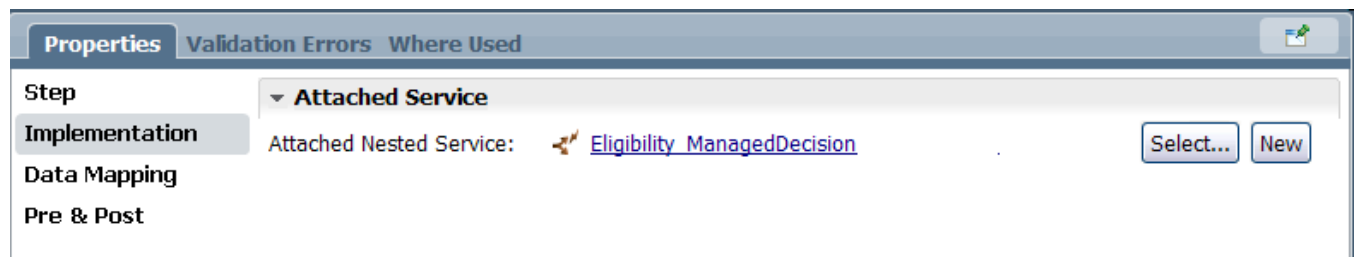 Properties Validation Errors Where Used
Step
Attached Service
Implementation
Attached Nested Service: Eligibility_ManagedDecision Select... New
Data Mapping
Pre & Post